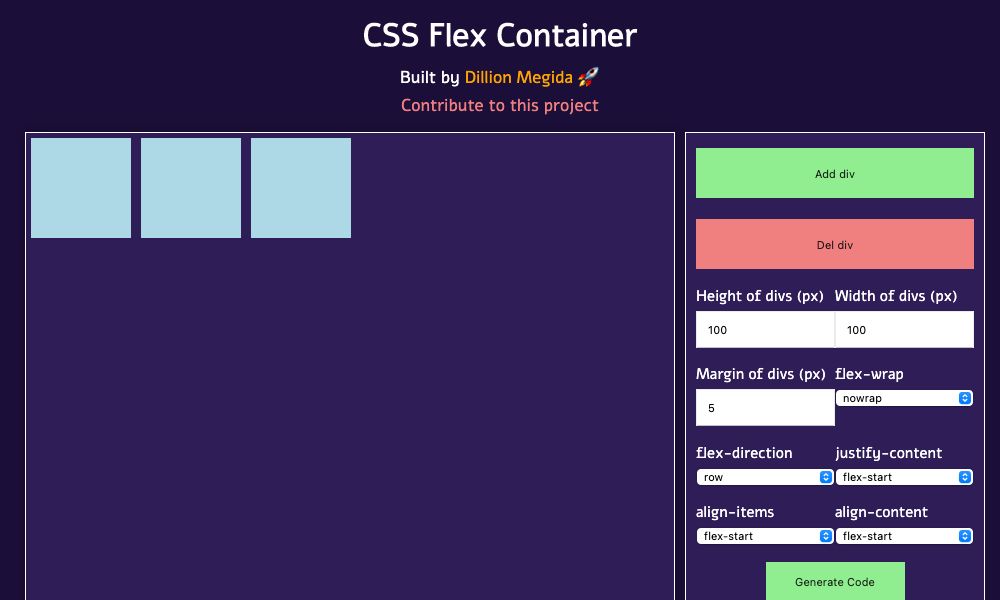 CSS Flex Container
Built by Dillion Megida 🚀
Contribute to this project
Add div
Del div
Height of divs (px) Width of divs (px)
100 100
Margin of divs (px) flex-wrap
5 nowrap
flex-direction justify-content
row flex-start
align-items align-content
flex-start flex-start
Generate Code